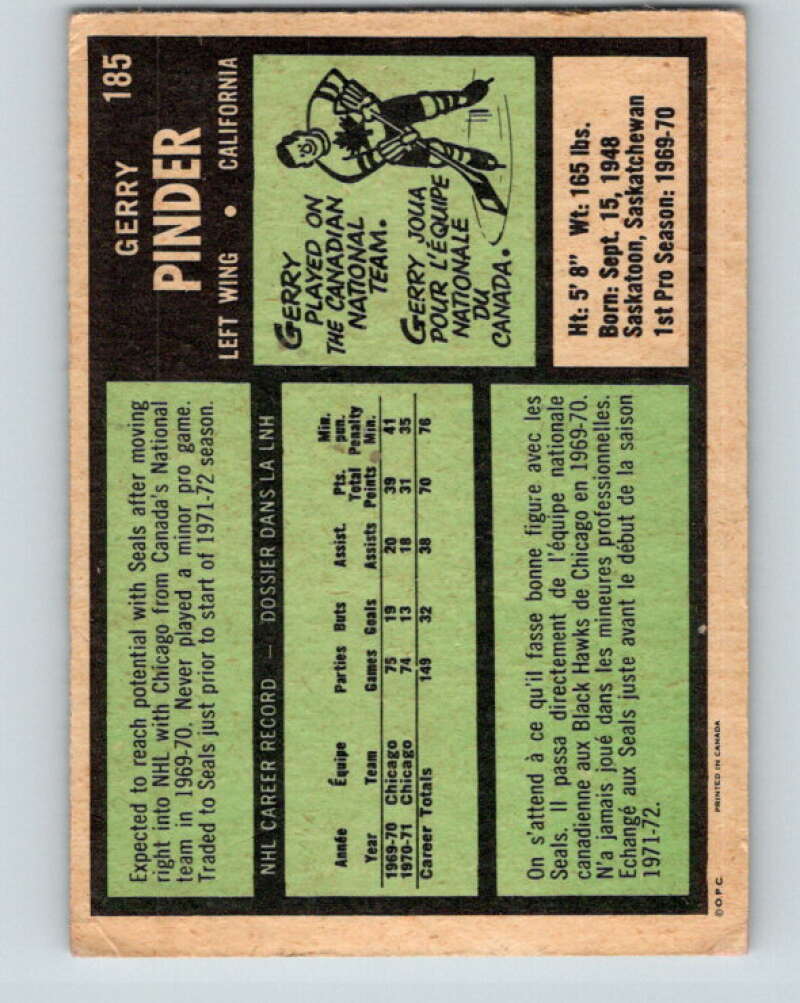 GERRY 185
PINDER
LEFT WING • CALIFORNIA
Expected to reach potential with Seals after moving
right into NHL with Chicago from Canada's National
team in 1969-70. Never played a minor pro game.
Traded to Seals just prior to start of 1971-72 season.
GERRY
PLAYED ON
THE CANADIAN
NATIONAL
TEAM.
GERRY JOUA
POUR L'ÉQUIPE
NATIONALE
DU
CANADA.
NHL CAREER RECORD — DOSSIER DANS LA LNH
Année Équipe Parties Buts Assist. Pts. Total Min. pun. Penalty
Year Team Games Goals Assists Points Min.
1969-70 Chicago 75 19 20 39 41
1970-71 Chicago 74 13 18 31 35
Career Totals 149 32 38 70 76
On s'attend à ce qu'il fasse bonne figure avec les
Seals. Il passa directement de l'équipe nationale
canadienne aux Black Hawks de Chicago en 1969-70.
N'a jamais joué dans les mineures professionnelles.
Echangé aux Seals juste avant le début de la saison
1971-72.
Ht: 5' 8" Wt: 165 lbs.
Born: Sept. 15, 1948
Saskatoon, Saskatchewan
1st Pro Season: 1969-70
© O.P.C. PRINTED IN CANADA